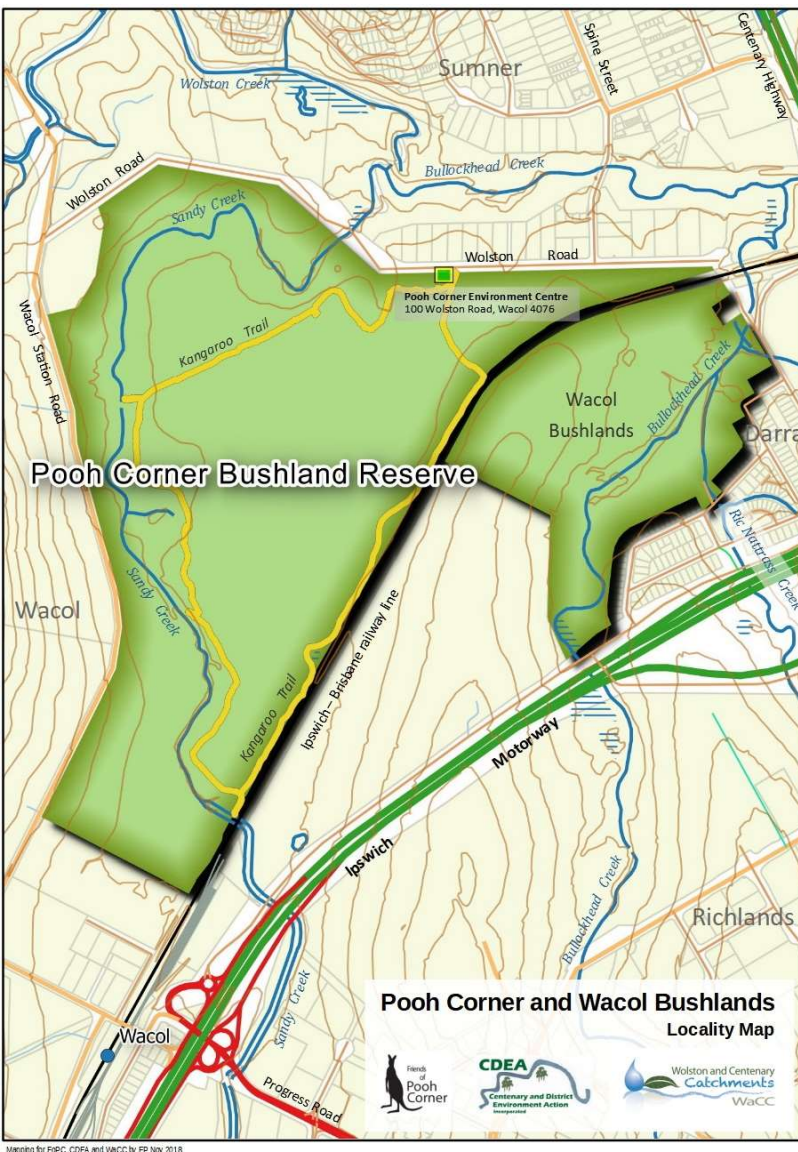 Sumner
Spine Street
Centenary Highway
Wolston Creek
Bullockhead Creek
Wolston Road
Sandy Creek
Wolston Road
Pooh Corner Environment Centre
100 Wolston Road, Wacol 4076
Kangaroo Trail
Wacol Station Road
Wacol
Bushlands
Bullockhead Creek
Darra
Pooh Corner Bushland Reserve
Ric Nattrass Creek
Wacol
Sandy Creek
Ipswich – Brisbane railway line
Kangaroo Trail
Motorway
Ipswich
Bullockhead Creek
Richlands
Sandy Creek
Wacol
Progress Road
Pooh Corner and Wacol Bushlands
Locality Map
Friends
of
Pooh
Corner
CDEA
Centenary and District
Environment Action
Incorporated
Wolston and Centenary
Catchments
WaCC
Mapping for FoPC, CDEA and WaCC by EP Nov 2018